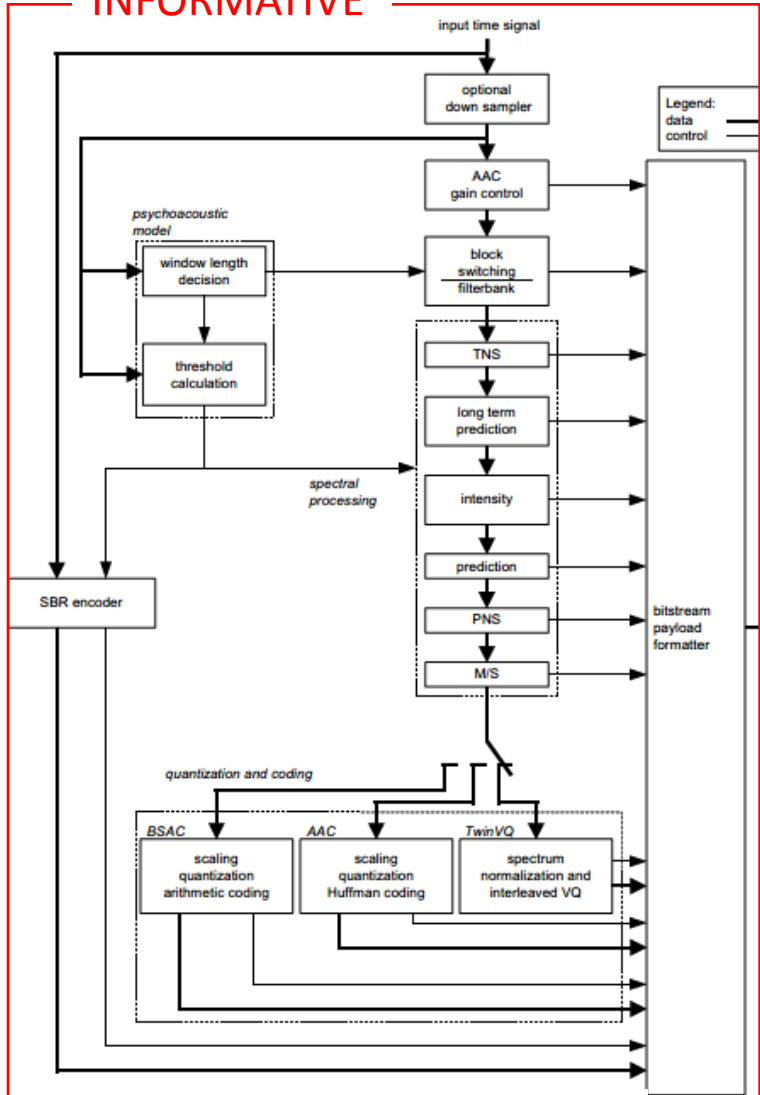 INFORMATIVE
input time signal
optional
down sampler
Legend:
data
control
AAC
gain control
psychoacoustic
model
window length
decision
block
switching
filterbank
TNS
threshold
calculation
long term
prediction
spectral
processing
intensity
prediction
SBR encoder
PNS
bitstream
payload
formatter
M/S
quantization and coding
BSAC
AAC
TwinVQ
scaling
quantization
arithmetic coding
scaling
quantization
Huffman coding
spectrum
normalization and
interleaved VQ